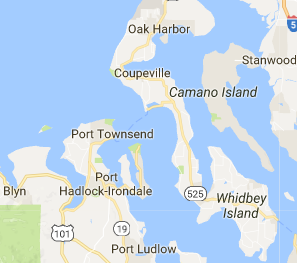 Oak Harbor
5
Stanwood
Coupeville
Camano Island
Port Townsend
Port
Hadlock-Irondale
Blyn
525
Whidbey
Island
101
19
Port Ludlow